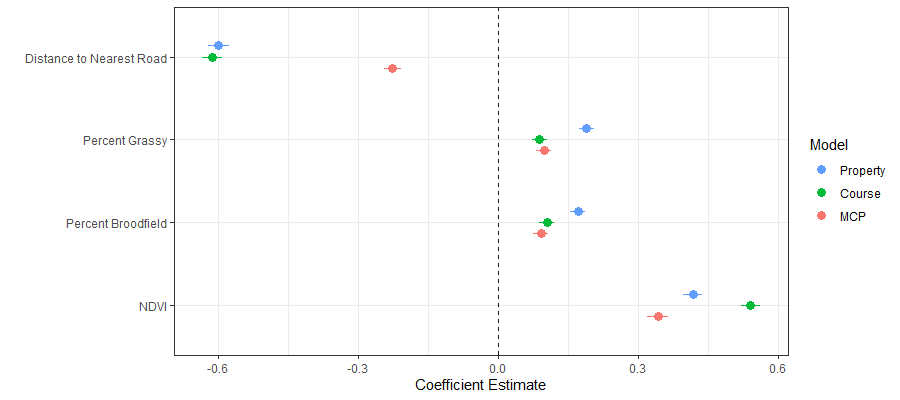 Distance to Nearest Road
Percent Grassy
Percent Broodfield
NDVI
-0.6 -0.3 0.0 0.3 0.6
Coefficient Estimate
Model
Property
Course
MCP